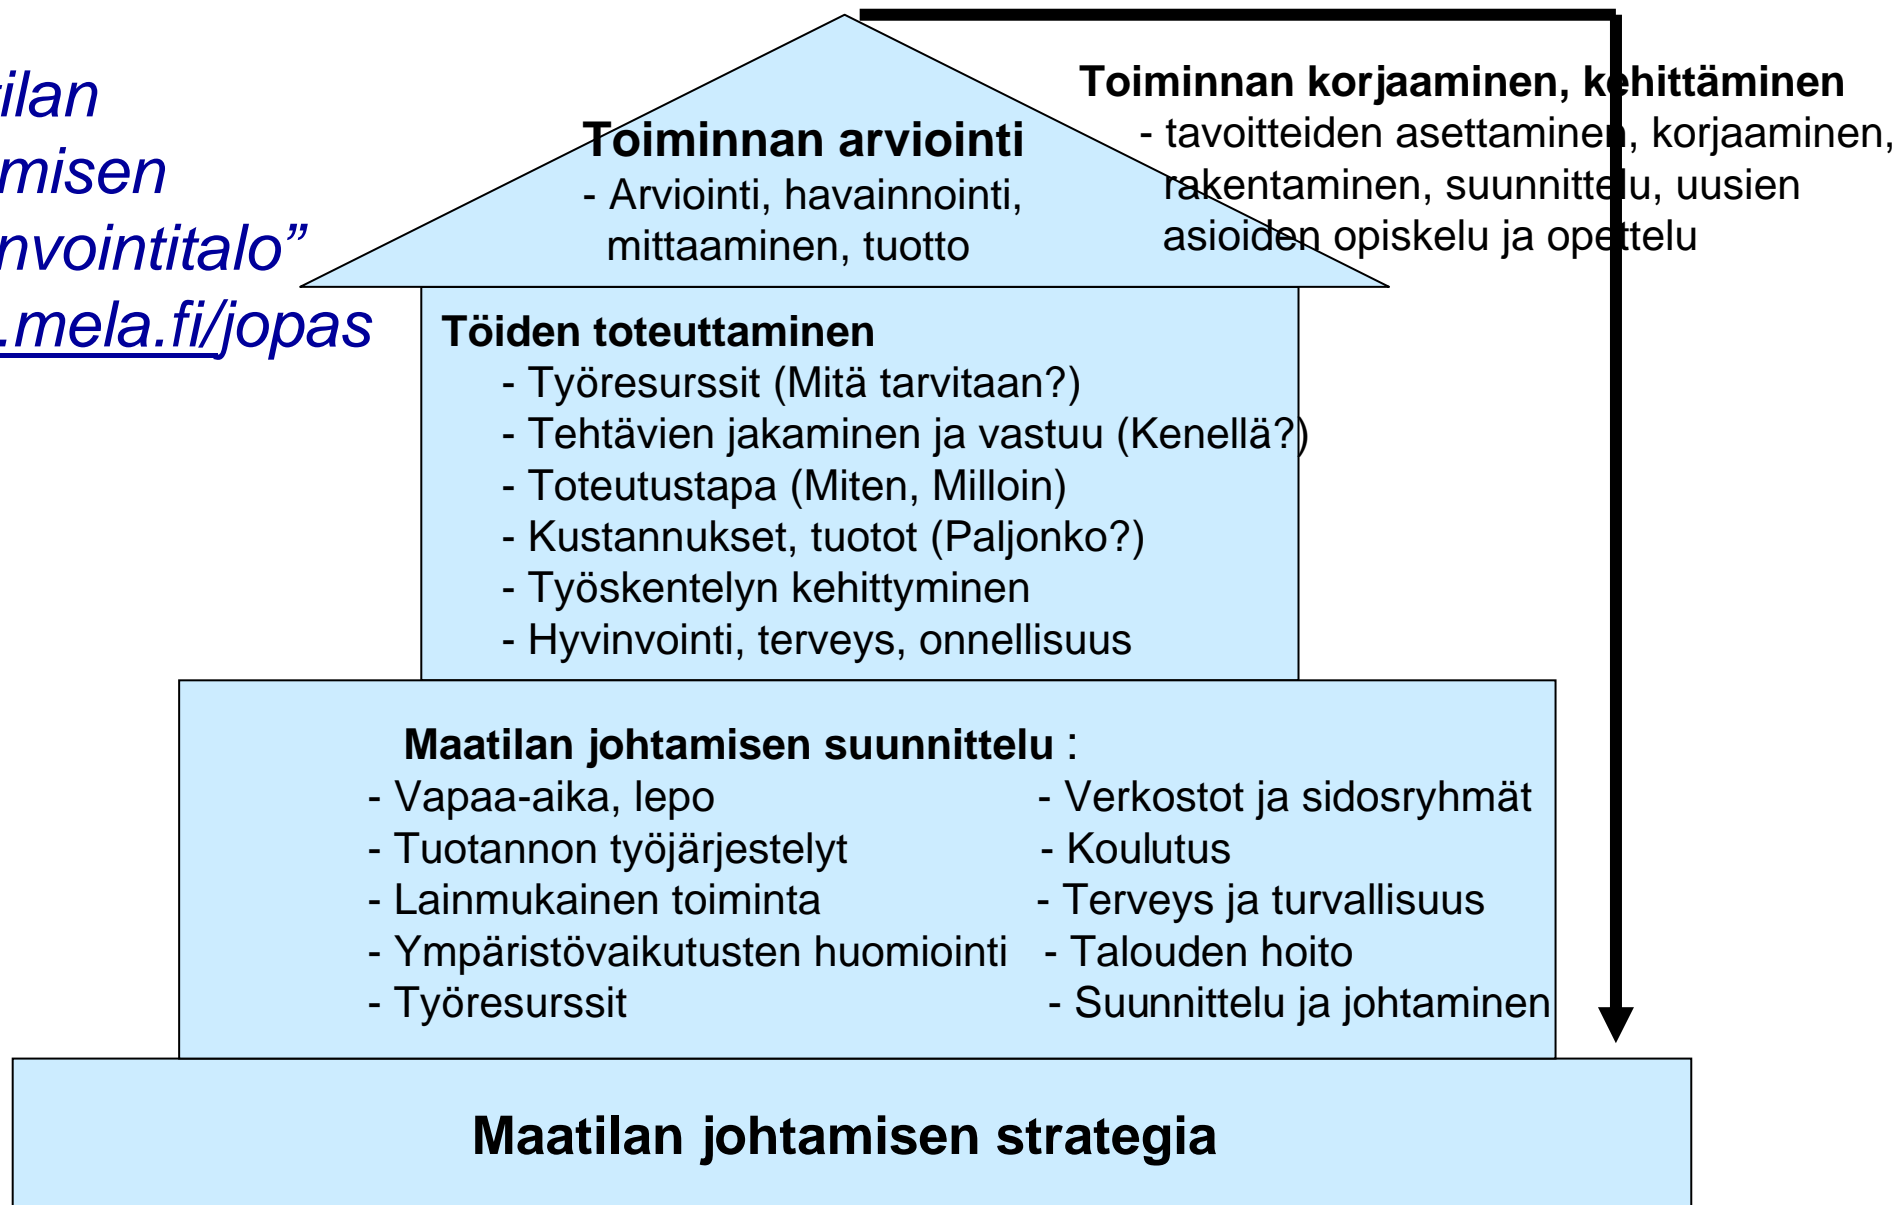 tilan
misen
nvointitalo”
.mela.fi/jopas
Toiminnan korjaaminen, kehittäminen
- tavoitteiden asettaminen, korjaaminen,
rakentaminen, suunnittelu, uusien
asioiden opiskelu ja opettelu
Toiminnan arviointi
- Arviointi, havainnointi,
mittaaminen, tuotto
Töiden toteuttaminen
- Työresurssit (Mitä tarvitaan?)
- Tehtävien jakaminen ja vastuu (Kenellä?)
- Toteutustapa (Miten, Milloin)
- Kustannukset, tuotot (Paljonko?)
- Työskentelyn kehittyminen
- Hyvinvointi, terveys, onnellisuus
Maatilan johtamisen suunnittelu :
- Vapaa-aika, lepo - Verkostot ja sidosryhmät
- Tuotannon työjärjestelyt - Koulutus
- Lainmukainen toiminta - Terveys ja turvallisuus
- Ympäristövaikutusten huomiointi - Talouden hoito
- Työresurssit - Suunnittelu ja johtaminen
Maatilan johtamisen strategia